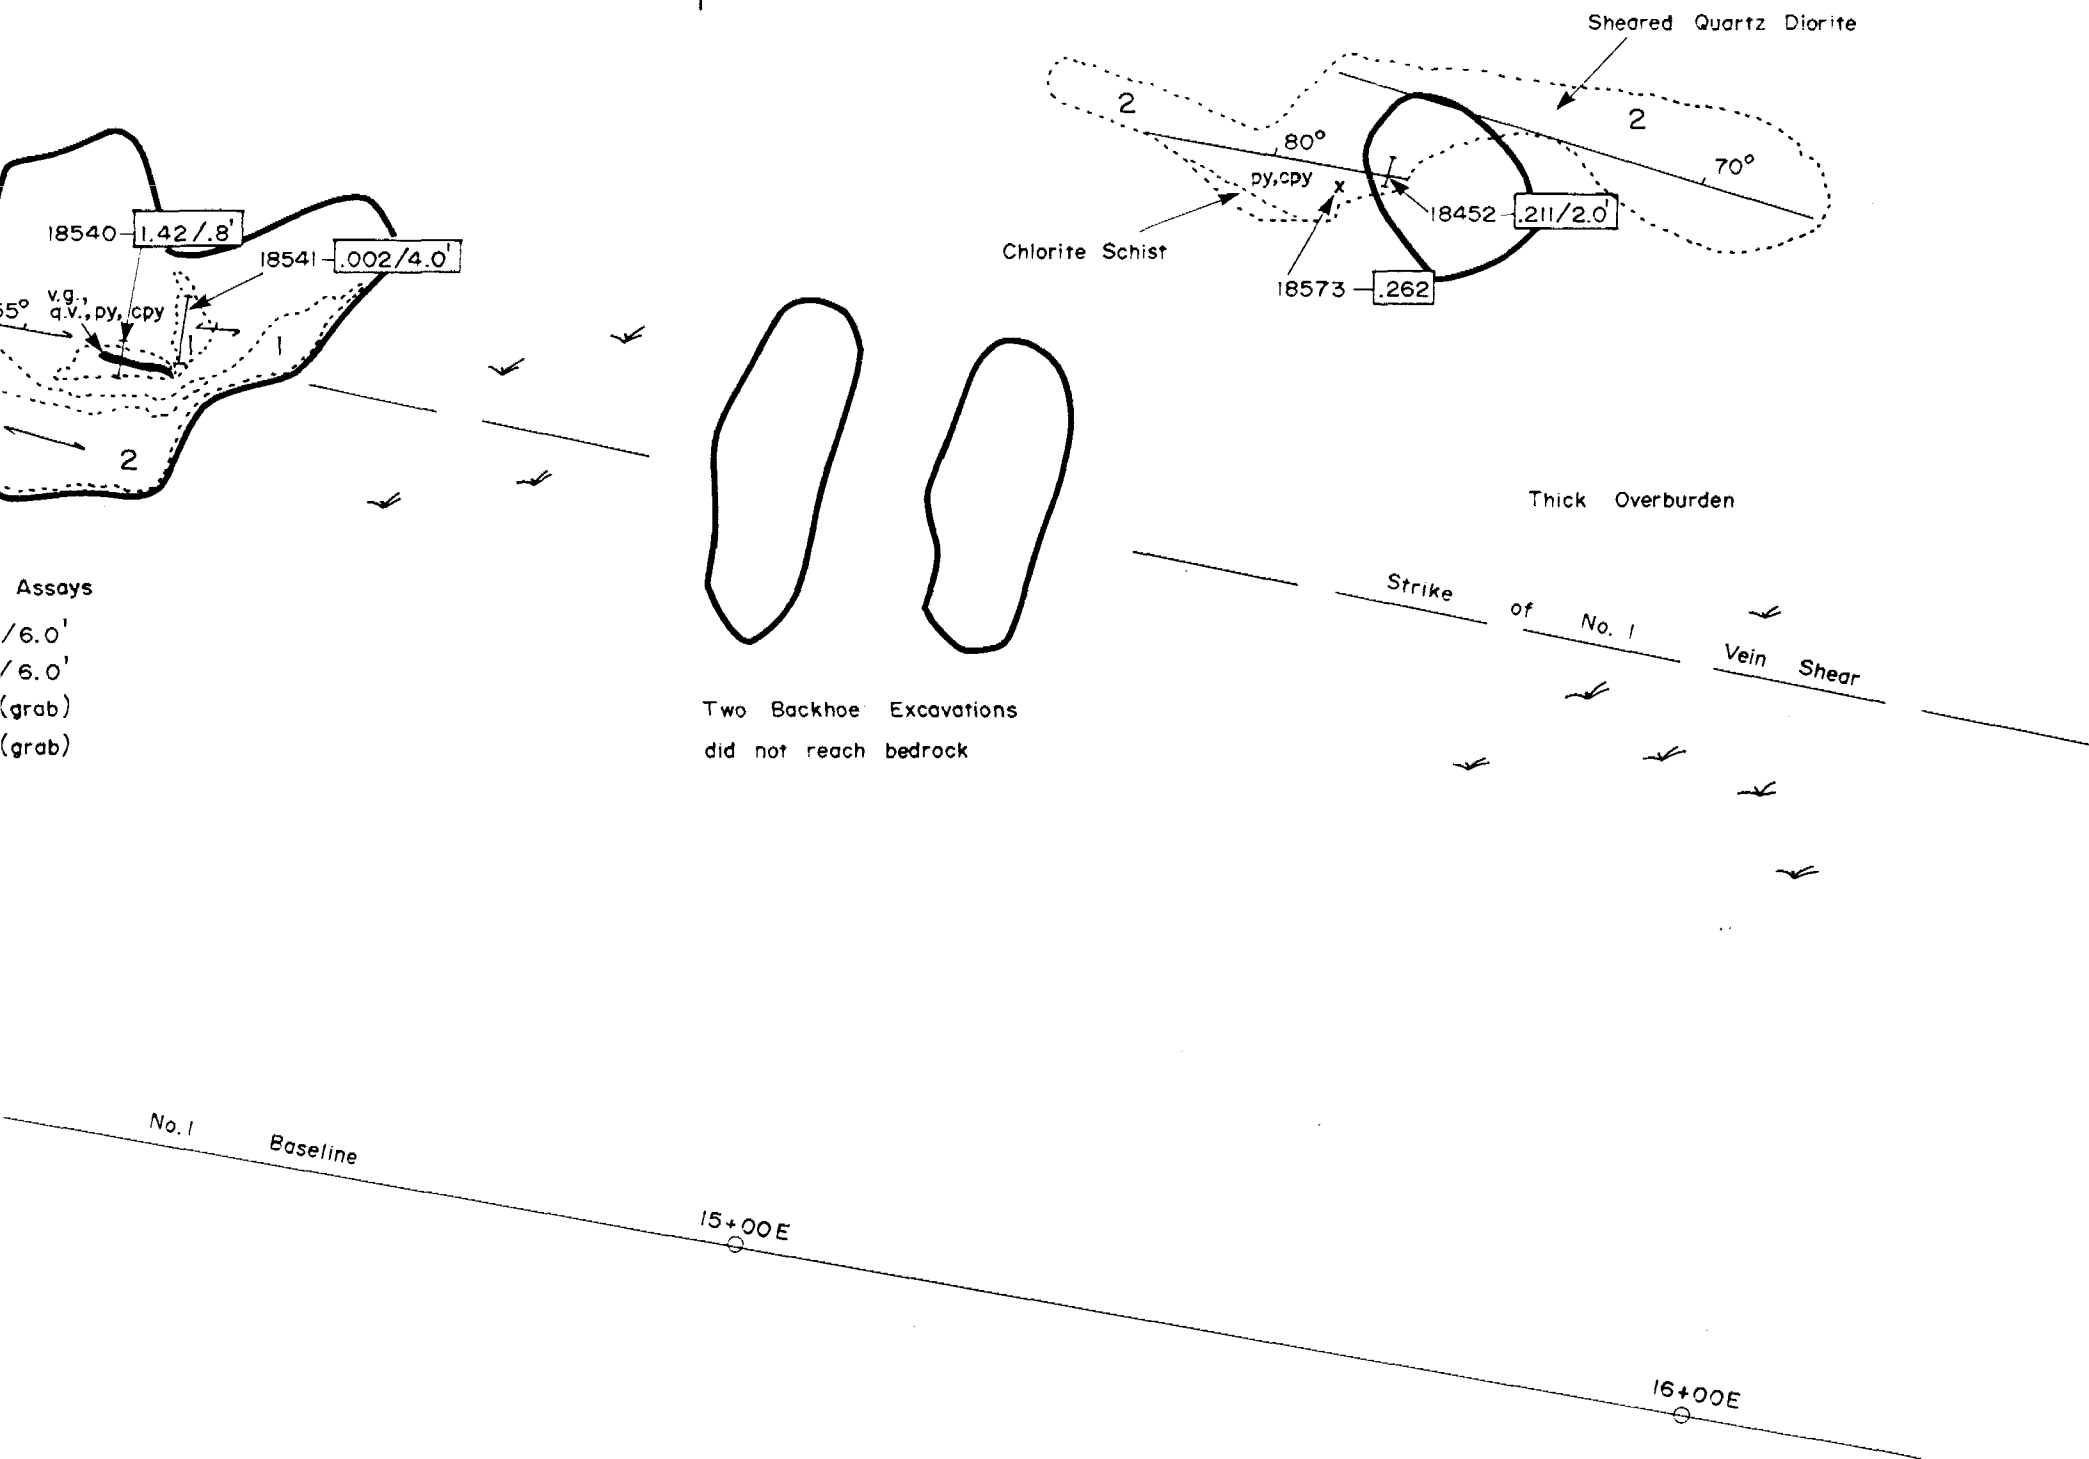 Sheared Quartz Diorite
2
2
80°
70°
py,cpy
x
18452
.211/2.0'
Chlorite Schist
18573
.262
18540
1.42/.8'
18541
.002/4.0'
55°
v.g.,
q.v., py, cpy
1
1
2
Thick Overburden
Assays
/6.0'
/6.0'
(grab)
(grab)
Strike of No. 1 Vein Shear
Two Backhoe Excavations
did not reach bedrock
No. 1 Baseline
15+00E
16+00E